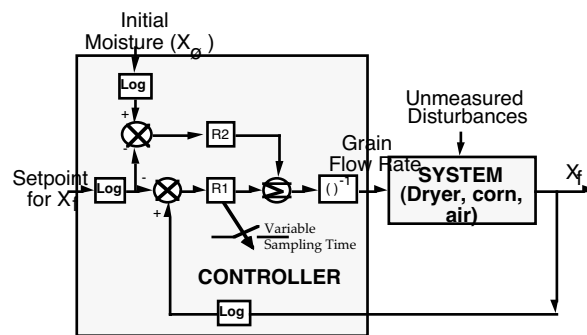 Initial
Moisture (Xø )
Log
+
-
R2
Unmeasured
Disturbances
Grain
Flow Rate
Setpoint
for Xf
Log
-
+
R1
Σ
( )-1
SYSTEM
(Dryer, corn,
air)
Xf
Variable
Sampling Time
CONTROLLER
Log